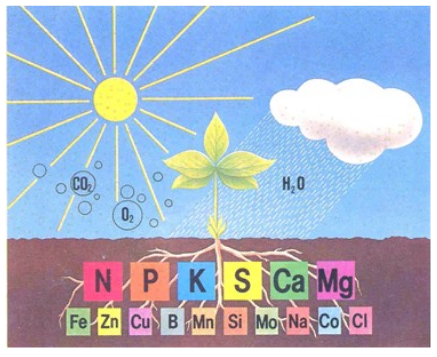 CO₂
O₂
H₂O
N P K S Ca Mg
Fe Zn Cu B Mn Si Mo Na Co Cl